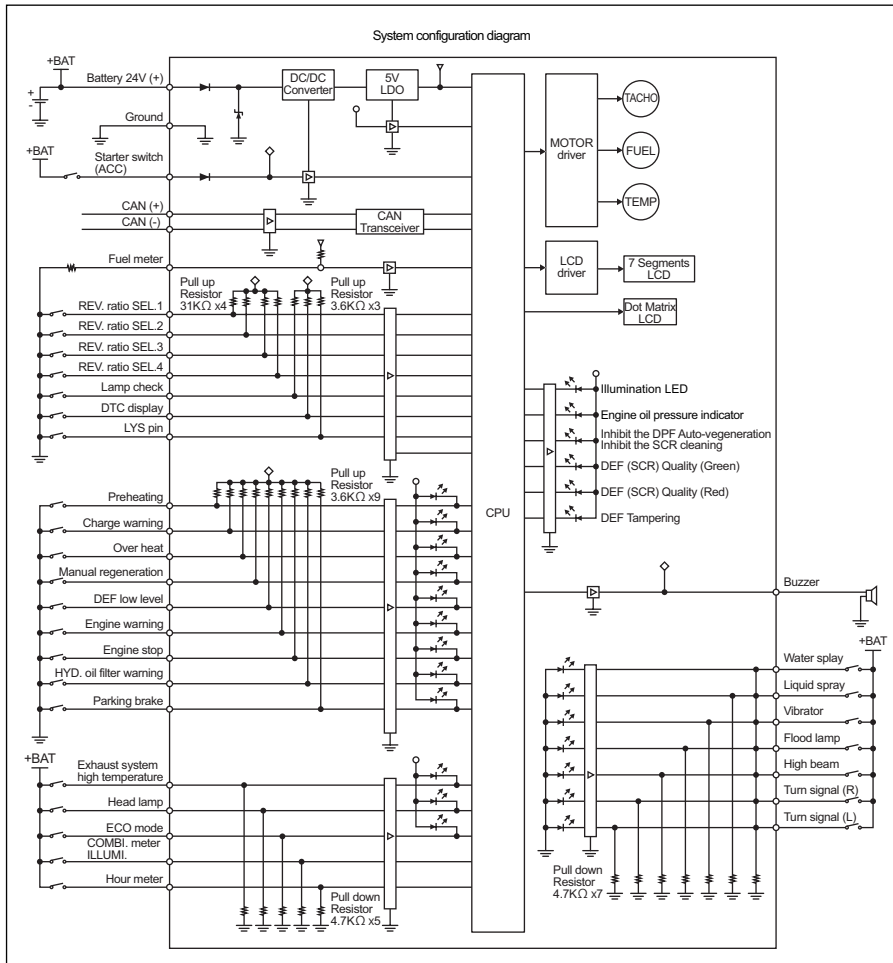 System configuration diagram
+BAT
Battery 24V (+)
+
-
Ground
+BAT
Starter switch
(ACC)
CAN (+)
CAN (-)
Fuel meter
DC/DC
Converter
5V
LDO
CAN
Transceiver
Pull up
Resistor
31KΩ x4
Pull up
Resistor
3.6KΩ x3
REV. ratio SEL.1
REV. ratio SEL.2
REV. ratio SEL.3
REV. ratio SEL.4
Lamp check
DTC display
LYS pin
Pull up
Resistor
3.6KΩ x9
Preheating
Charge warning
Over heat
Manual regeneration
DEF low level
Engine warning
Engine stop
HYD. oil filter warning
Parking brake
+BAT
Exhaust system
high temperature
Head lamp
ECO mode
COMBI. meter
ILLUMI.
Hour meter
Pull down
Resistor
4.7KΩ x5
CPU
MOTOR
driver
TACHO
FUEL
TEMP
LCD
driver
7 Segments
LCD
Dot Matrix
LCD
Illumination LED
Engine oil pressure indicator
Inhibit the DPF Auto-vegeneration
Inhibit the SCR cleaning
DEF (SCR) Quality (Green)
DEF (SCR) Quality (Red)
DEF Tampering
Buzzer
+BAT
Water splay
Liquid spray
Vibrator
Flood lamp
High beam
Turn signal (R)
Turn signal (L)
Pull down
Resistor
4.7KΩ x7